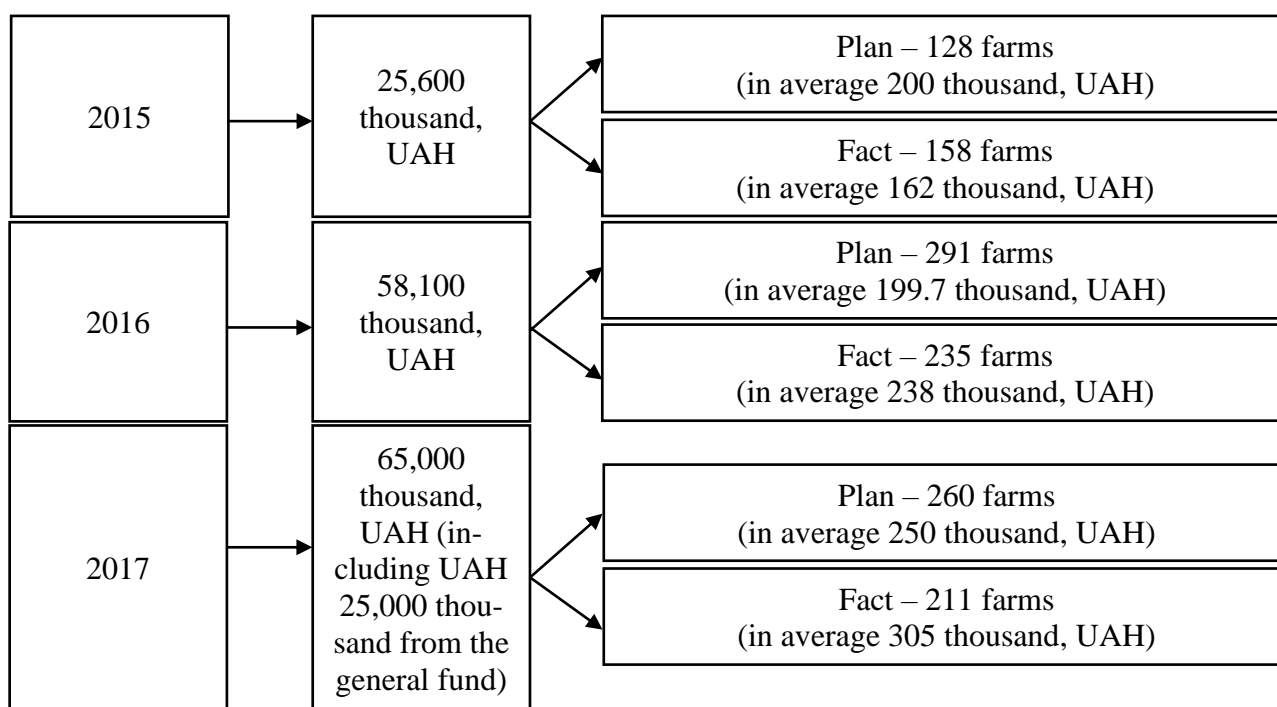 2015
25,600
thousand,
UAH
Plan – 128 farms
(in average 200 thousand, UAH)
Fact – 158 farms
(in average 162 thousand, UAH)
2016
58,100
thousand,
UAH
Plan – 291 farms
(in average 199.7 thousand, UAH)
Fact – 235 farms
(in average 238 thousand, UAH)
2017
65,000
thousand,
UAH (in-
cluding UAH
25,000 thou-
sand from the
general fund)
Plan – 260 farms
(in average 250 thousand, UAH)
Fact – 211 farms
(in average 305 thousand, UAH)